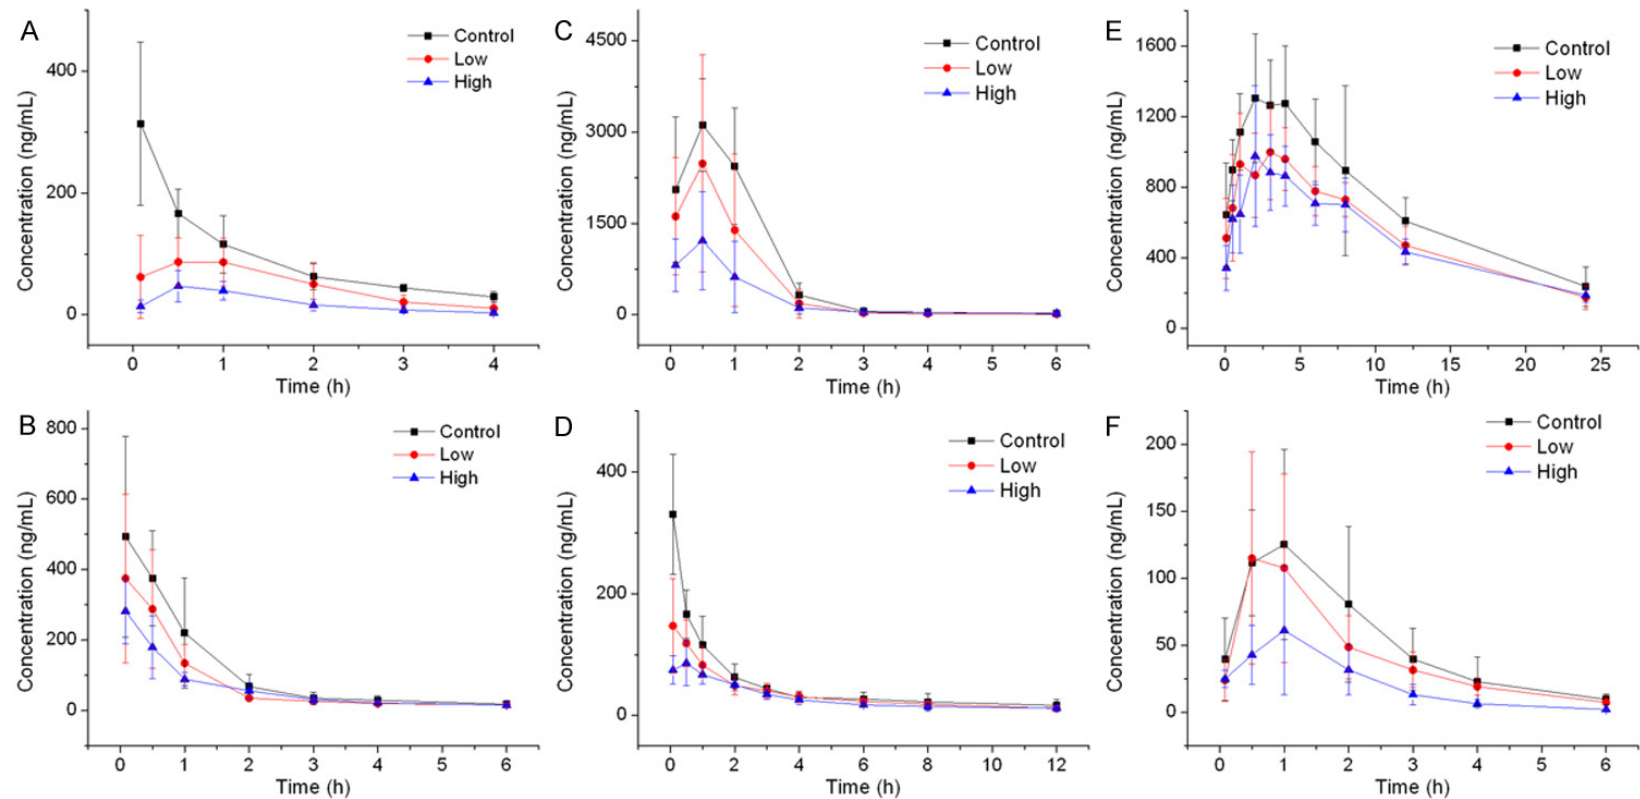 A
Concentration (ng/mL)
400
200
0
0 1 2 3 4
Time (h)
Control
Low
High
C
Concentration (ng/mL)
4500
3000
1500
0
0 1 2 3 4 5 6
Time (h)
Control
Low
High
E
Concentration (ng/mL)
1600
1200
800
400
0
0 5 10 15 20 25
Time (h)
Control
Low
High
B
Concentration (ng/mL)
800
600
400
200
0
0 1 2 3 4 5 6
Time (h)
Control
Low
High
D
Concentration (ng/mL)
400
200
0
0 2 4 6 8 10 12
Time (h)
Control
Low
High
F
Concentration (ng/mL)
200
150
100
50
0
0 1 2 3 4 5 6
Time (h)
Control
Low
High